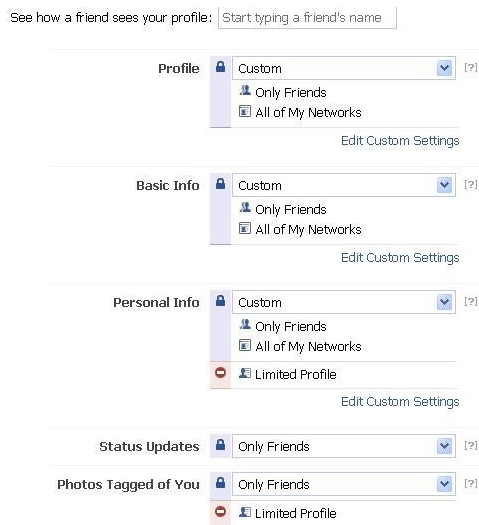 See how a friend sees your profile: Start typing a friend's name
Profile Custom [?]
Only Friends
All of My Networks
Edit Custom Settings
Basic Info Custom [?]
Only Friends
All of My Networks
Edit Custom Settings
Personal Info Custom [?]
Only Friends
All of My Networks
Limited Profile
Edit Custom Settings
Status Updates Only Friends [?]
Photos Tagged of You Only Friends [?]
Limited Profile